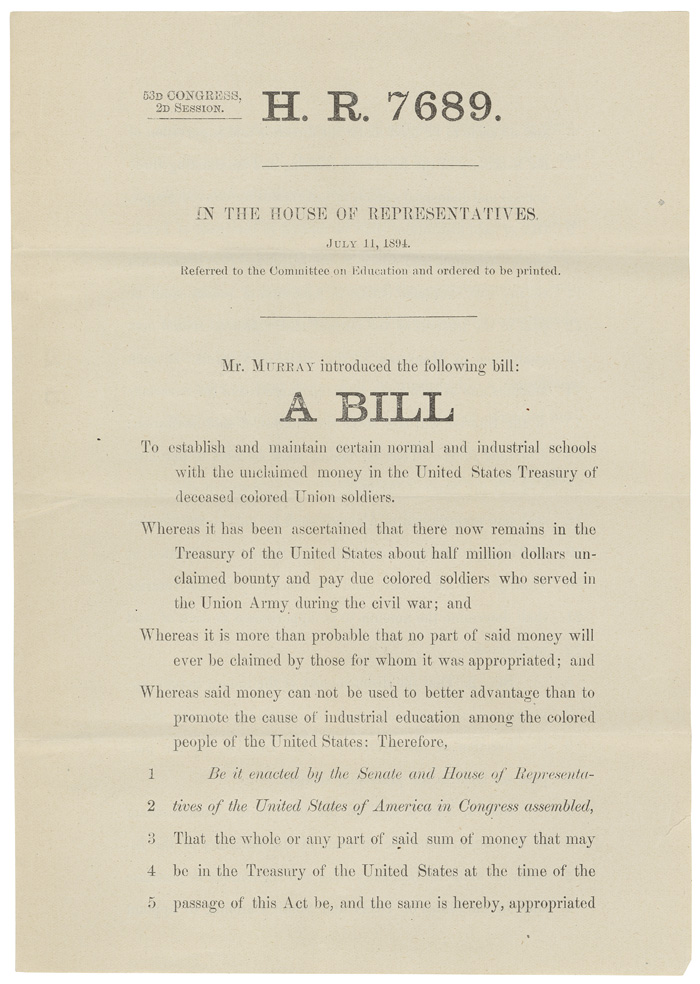 53D CONGRESS,
2D SESSION.
H. R. 7689.
IN THE HOUSE OF REPRESENTATIVES.
JULY 11, 1894.
Referred to the Committee on Education and ordered to be printed.
Mr. MURRAY introduced the following bill:
A BILL
To establish and maintain certain normal and industrial schools
with the unclaimed money in the United States Treasury of
deceased colored Union soldiers.
Whereas it has been ascertained that there now remains in the
Treasury of the United States about half million dollars un-
claimed bounty and pay due colored soldiers who served in
the Union Army during the civil war; and
Whereas it is more than probable that no part of said money will
ever be claimed by those for whom it was appropriated; and
Whereas said money can not be used to better advantage than to
promote the cause of industrial education among the colored
people of the United States: Therefore,
1 Be it enacted by the Senate and House of Representa-
2 tives of the United States of America in Congress assembled,
3 That the whole or any part of said sum of money that may
4 be in the Treasury of the United States at the time of the
5 passage of this Act be, and the same is hereby, appropriated